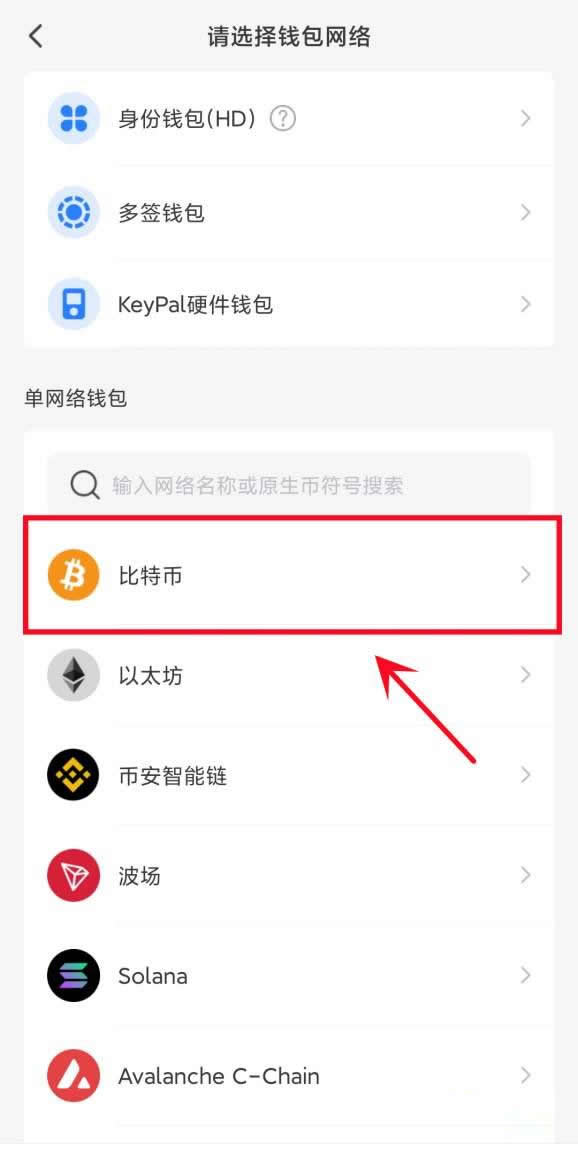 请选择钱包网络
身份钱包(HD) ?
多签钱包
KeyPal硬件钱包
单网络钱包
输入网络名称或原生币符号搜索
比特币
以太坊
币安智能链
波场
Solana
Avalanche C-Chain